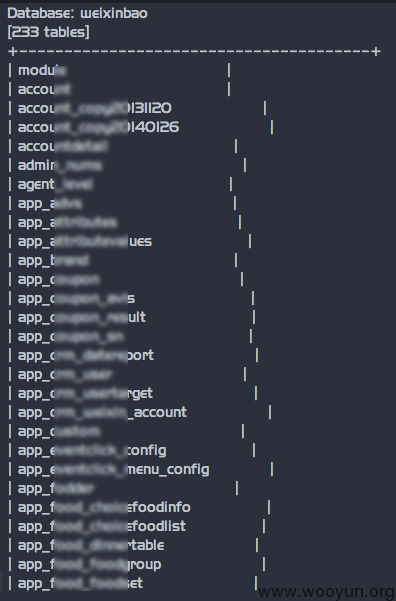 Database: weixinbao
[233 tables]
+---------------------------------------+
| module |
| account |
| account_copy20131120 |
| account_copy20140126 |
| accountdetail |
| admin_nums |
| agent_level |
| app_advs |
| app_attributes |
| app_attributevalues |
| app_brand |
| app_coupon |
| app_coupon_avls |
| app_coupon_result |
| app_coupon_sn |
| app_crm_datereport |
| app_crm_user |
| app_crm_usertarget |
| app_crm_weixin_account |
| app_custom |
| app_eventclick_config |
| app_eventclick_menu_config |
| app_fodder |
| app_food_choicefoodinfo |
| app_food_choicefoodlist |
| app_food_dinnertable |
| app_food_foodgroup |
| app_food_foodset |
www.wooyun.org